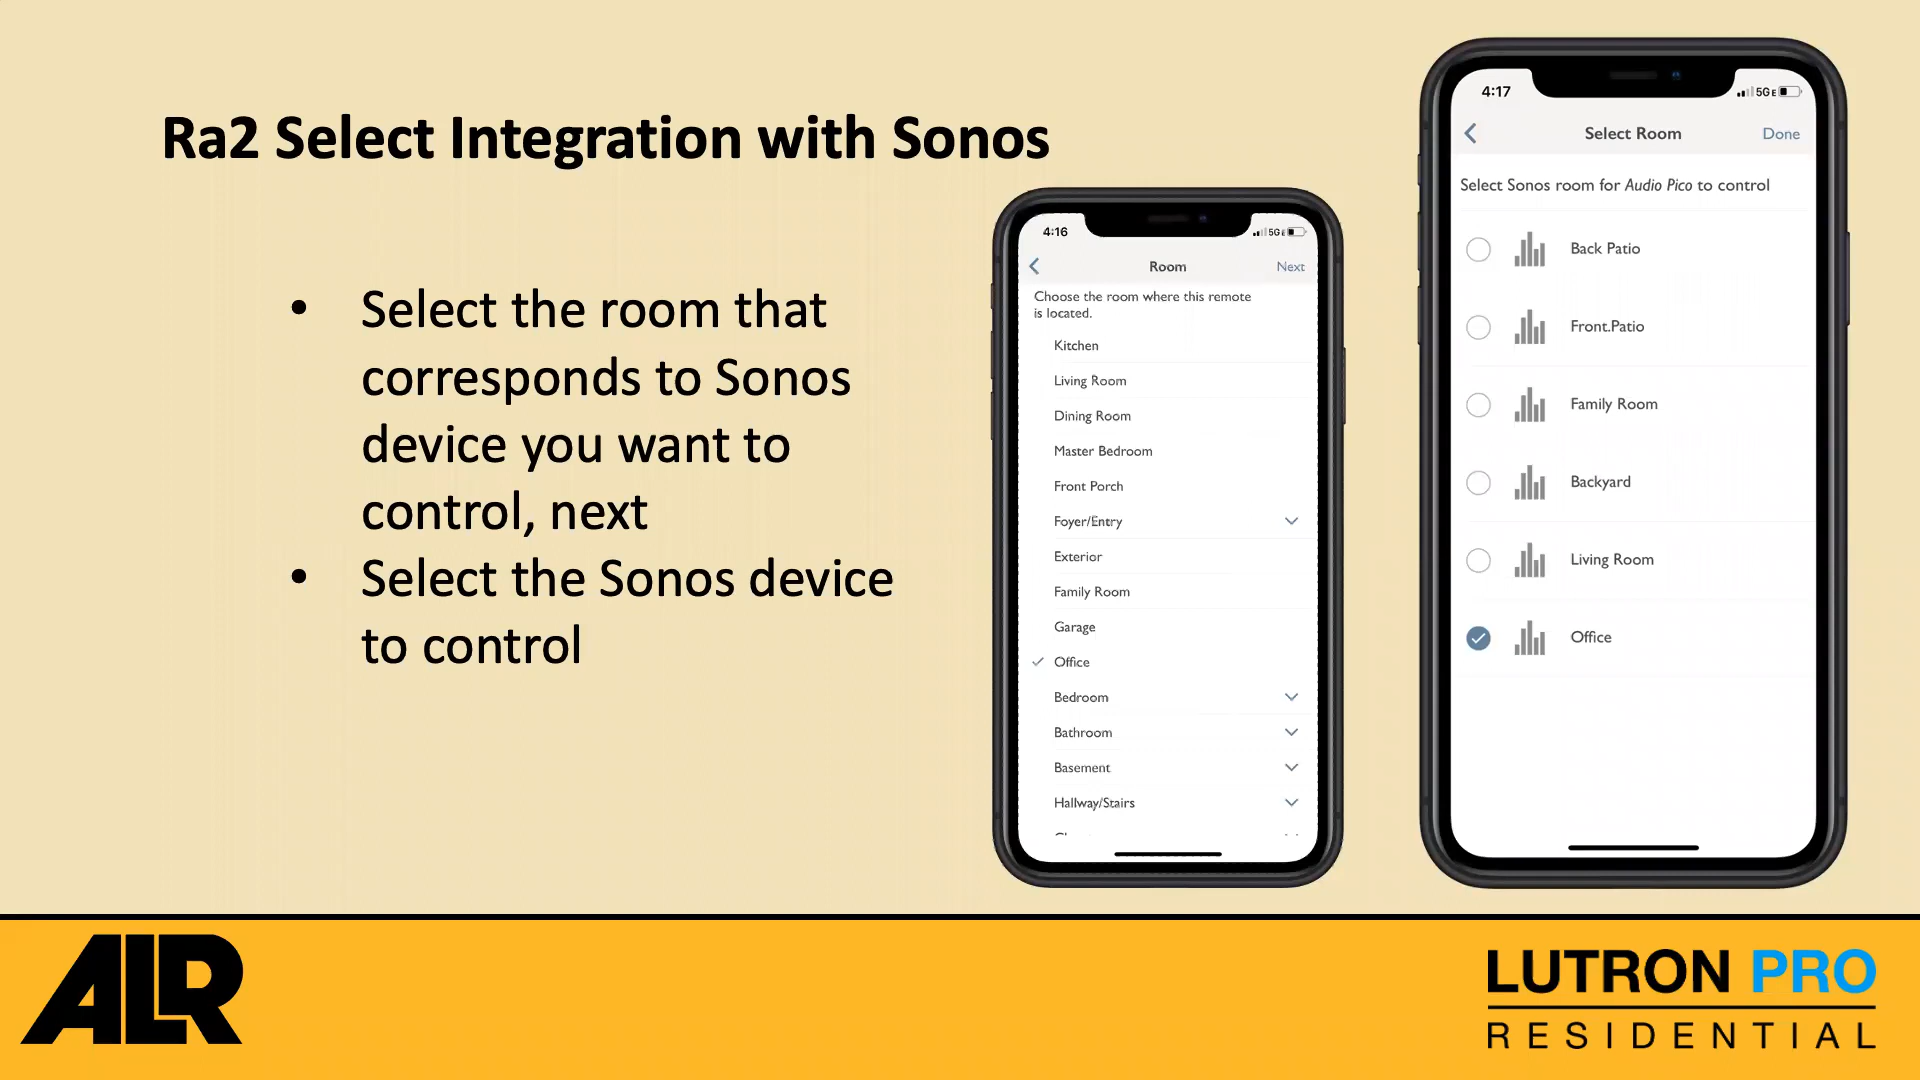 Ra2 Select Integration with Sonos
• Select the room that
corresponds to Sonos
device you want to
control, next
• Select the Sonos device
to control
4:16
5GE
Room
Next
Choose the room where this remote
is located.
Kitchen
Living Room
Dining Room
Master Bedroom
Front Porch
Foyer/Entry
Exterior
Family Room
Garage
Office
Bedroom
Bathroom
Basement
Hallway/Stairs
4:17
5GE
Select Room
Done
Select Sonos room for Audio Pico to control
Back Patio
Front.Patio
Family Room
Backyard
Living Room
Office
ALR
LUTRON PRO
RESIDENTIAL